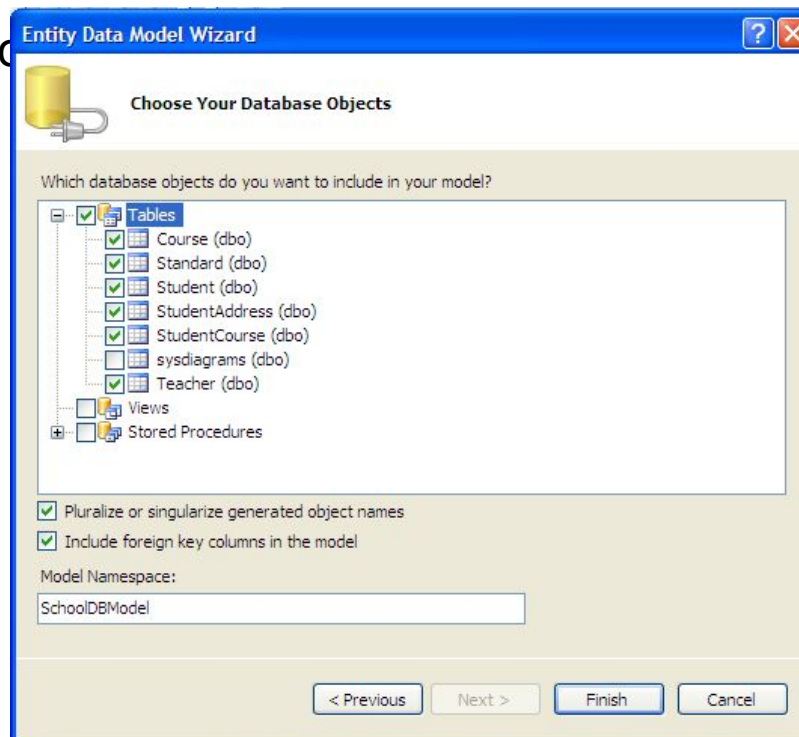 Entity Data Model Wizard
Choose Your Database Objects
Which database objects do you want to include in your model?
Tables
Course (dbo)
Standard (dbo)
Student (dbo)
StudentAddress (dbo)
StudentCourse (dbo)
sysdiagrams (dbo)
Teacher (dbo)
Views
Stored Procedures
Pluralize or singularize generated object names
Include foreign key columns in the model
Model Namespace:
SchoolDBModel
< Previous Next > Finish Cancel